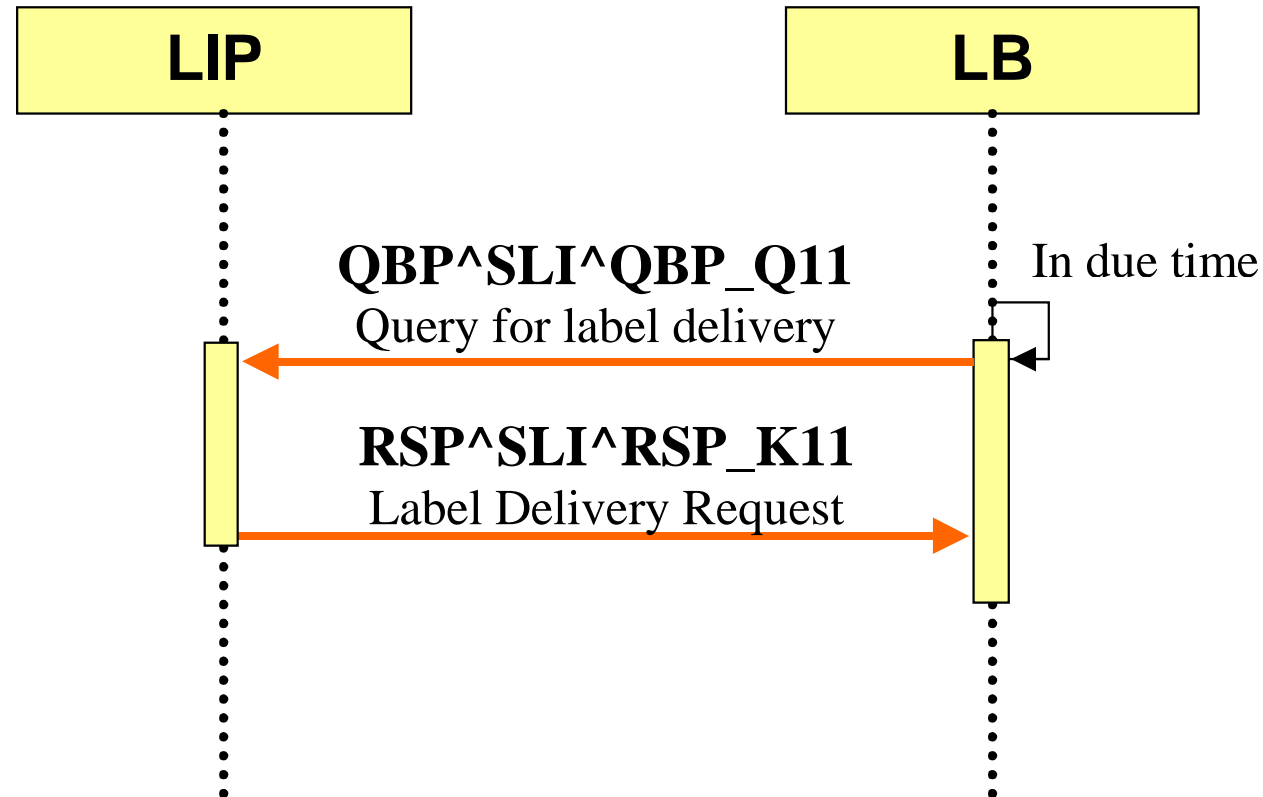 LIP
LB
In due time
QBP^SLI^QBP_Q11
Query for label delivery
RSP^SLI^RSP_K11
Label Delivery Request